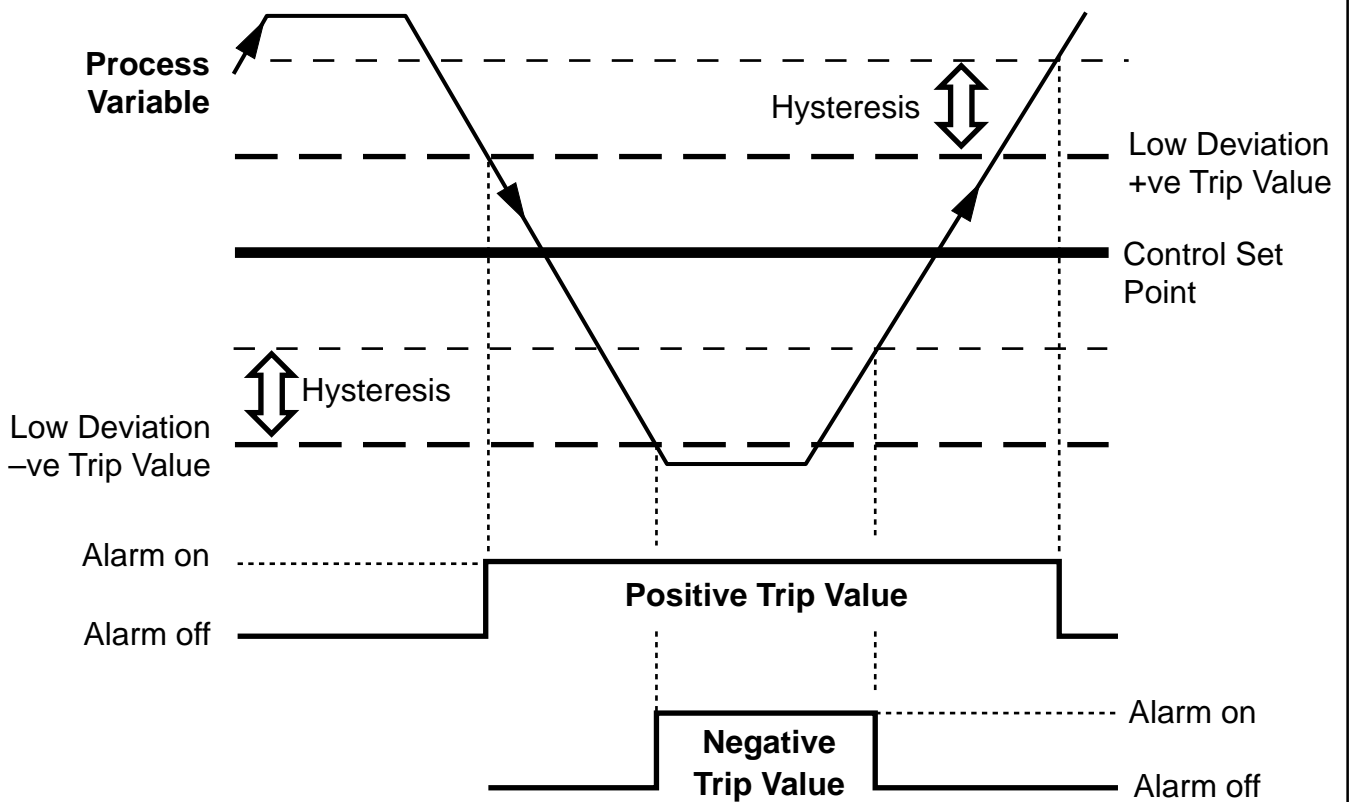 Process
Variable
Hysteresis
Low Deviation
+ve Trip Value
Control Set
Point
Hysteresis
Low Deviation
–ve Trip Value
Alarm on
Positive Trip Value
Alarm off
Alarm on
Negative
Trip Value
Alarm off